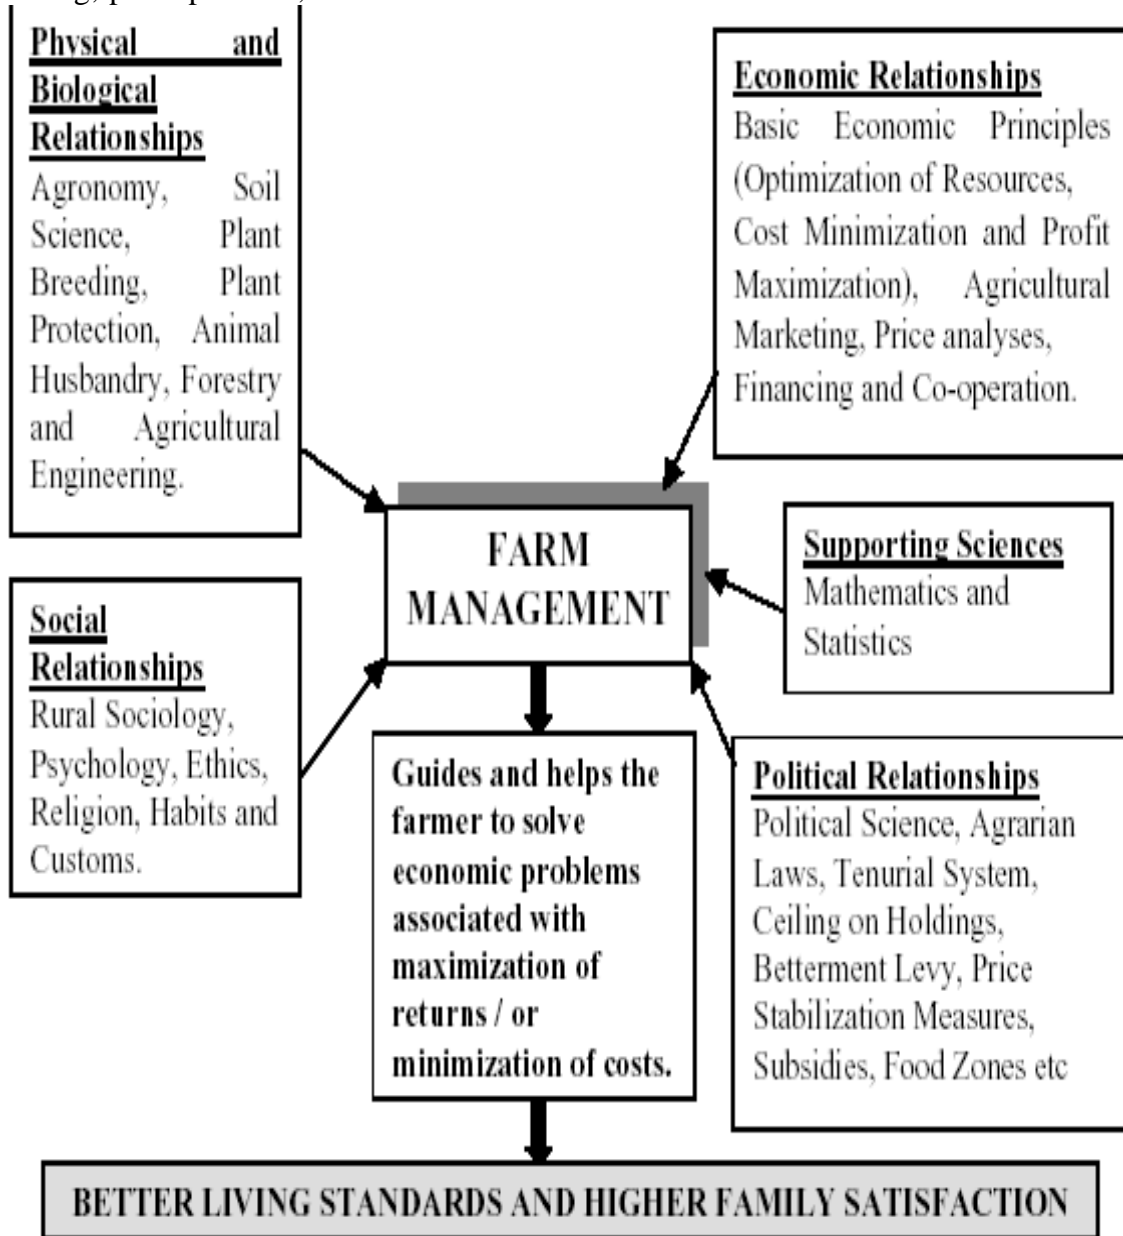 Physical and
Biological
Relationships
Agronomy, Soil
Science, Plant
Breeding, Plant
Protection, Animal
Husbandry, Forestry
and Agricultural
Engineering.
Economic Relationships
Basic Economic Principles
(Optimization of Resources,
Cost Minimization and Profit
Maximization), Agricultural
Marketing, Price analyses,
Financing and Co-operation.
FARM
MANAGEMENT
Supporting Sciences
Mathematics and
Statistics
Social
Relationships
Rural Sociology,
Psychology, Ethics,
Religion, Habits and
Customs.
Guides and helps the
farmer to solve
economic problems
associated with
maximization of
returns / or
minimization of costs.
Political Relationships
Political Science, Agrarian
Laws, Tenurial System,
Ceiling on Holdings,
Betterment Levy, Price
Stabilization Measures,
Subsidies, Food Zones etc
BETTER LIVING STANDARDS AND HIGHER FAMILY SATISFACTION